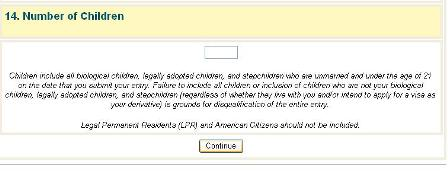 14. Number of Children
Children include all biological children, legally adopted children, and stepchildren who are unmarried and under the age of 21
on the date that you submit your entry. Failure to include all children or inclusion of children who are not your biological
children, legally adopted children, and stepchildren (regardless of whether they live with you and/or intend to apply for a visa as
your derivative) is grounds for disqualification of the entire entry.
Legal Permanent Residents (LPR) and American Citizens should not be included.
Continue